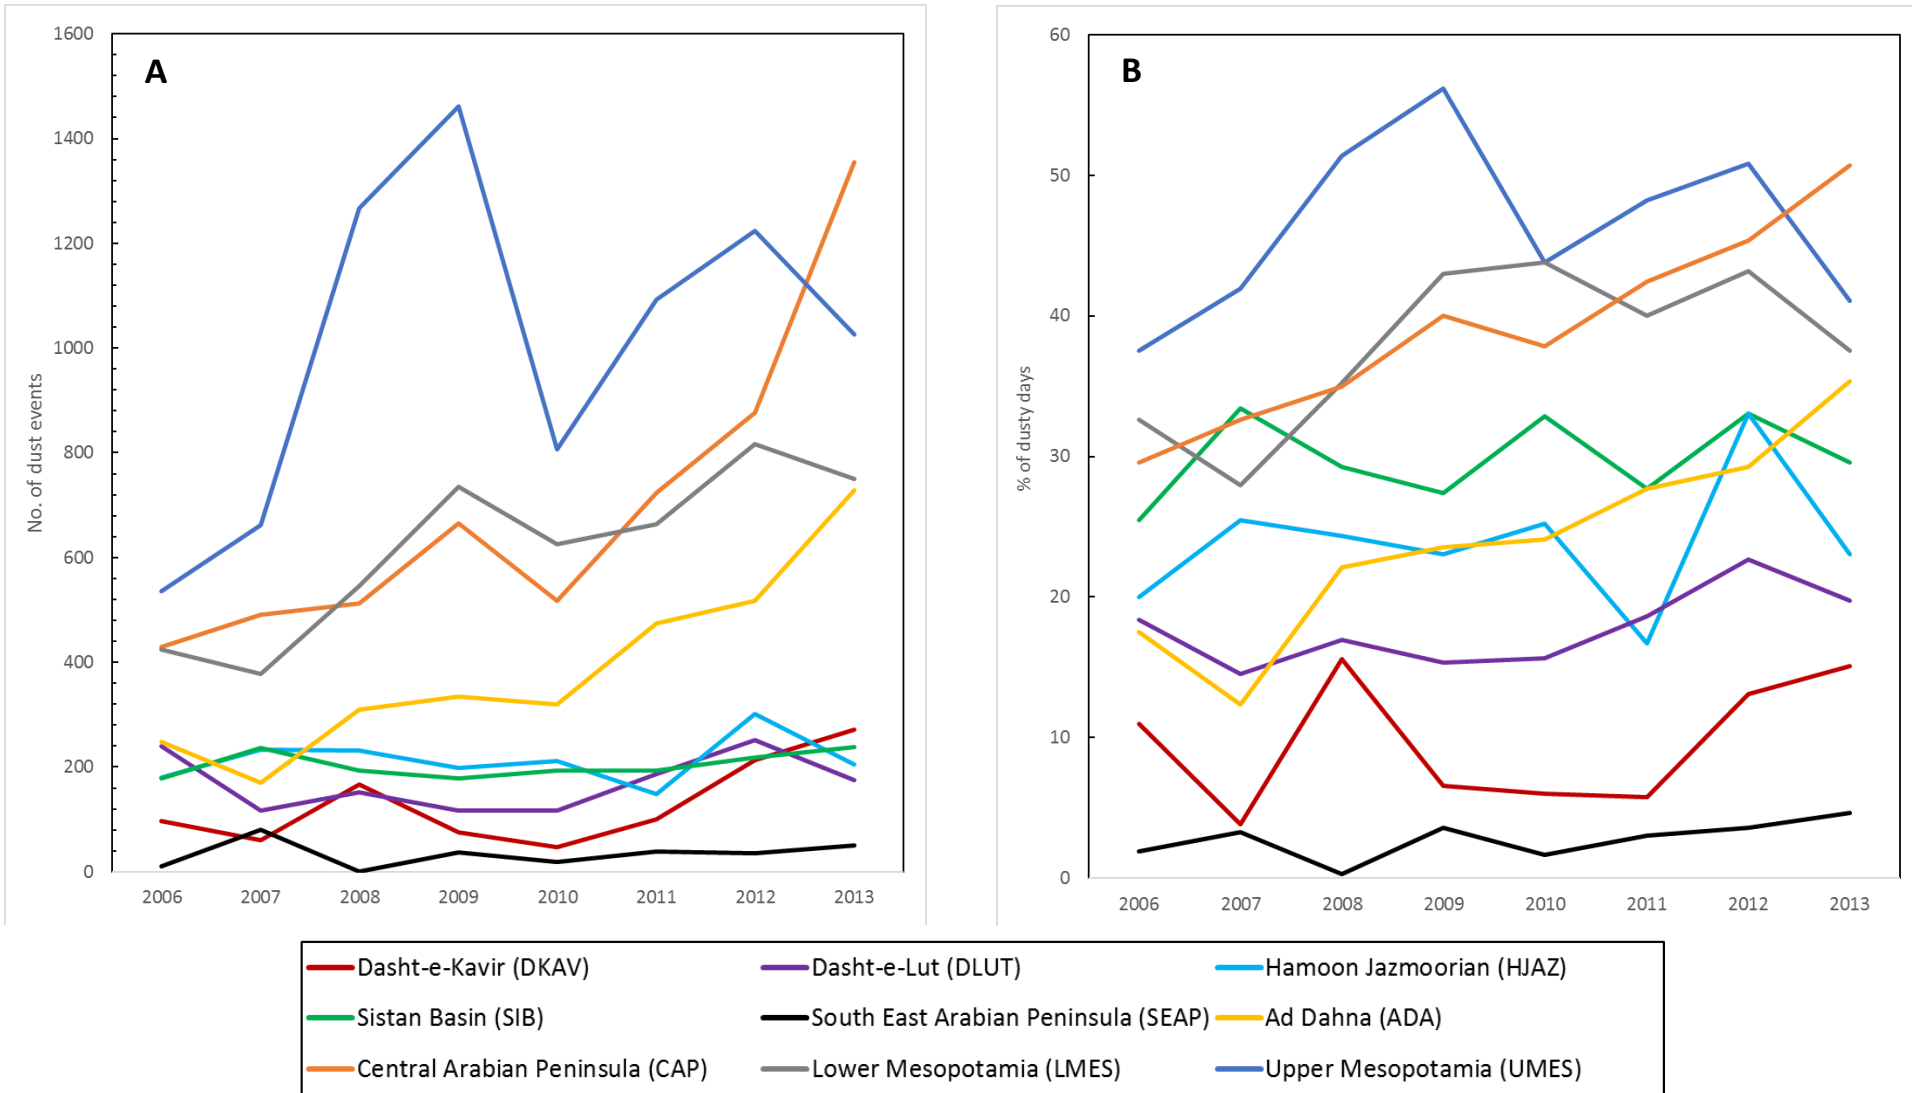 A
1600
1400
1200
1000
800
600
400
200
0
No. of dust events
2006 2007 2008 2009 2010 2011 2012 2013
B
60
50
40
30
20
10
0
% of dusty days
2006 2007 2008 2009 2010 2011 2012 2013
Dasht-e-Kavir (DKAV) Dasht-e-Lut (DLUT) Hamoon Jazmoorian (HJAZ)
Sistan Basin (SIB) South East Arabian Peninsula (SEAP) Ad Dahna (ADA)
Central Arabian Peninsula (CAP) Lower Mesopotamia (LMES) Upper Mesopotamia (UMES)